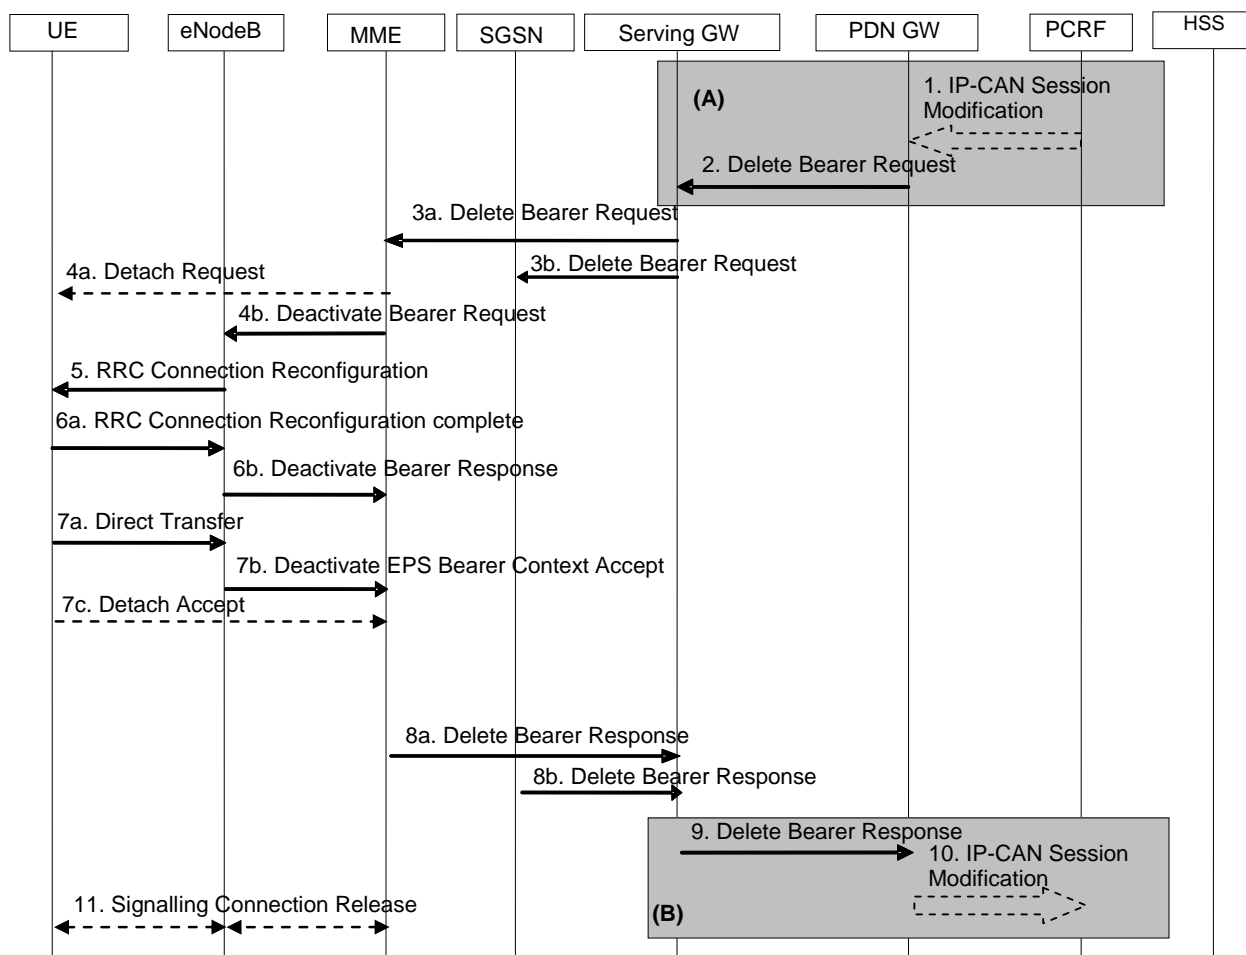 UE
eNodeB
MME
SGSN
Serving GW
PDN GW
PCRF
HSS
(A)
1. IP-CAN Session
Modification
2. Delete Bearer Request
3a. Delete Bearer Request
3b. Delete Bearer Request
4a. Detach Request
4b. Deactivate Bearer Request
5. RRC Connection Reconfiguration
6a. RRC Connection Reconfiguration complete
6b. Deactivate Bearer Response
7a. Direct Transfer
7b. Deactivate EPS Bearer Context Accept
7c. Detach Accept
8a. Delete Bearer Response
8b. Delete Bearer Response
9. Delete Bearer Response
10. IP-CAN Session
Modification
11. Signalling Connection Release
(B)